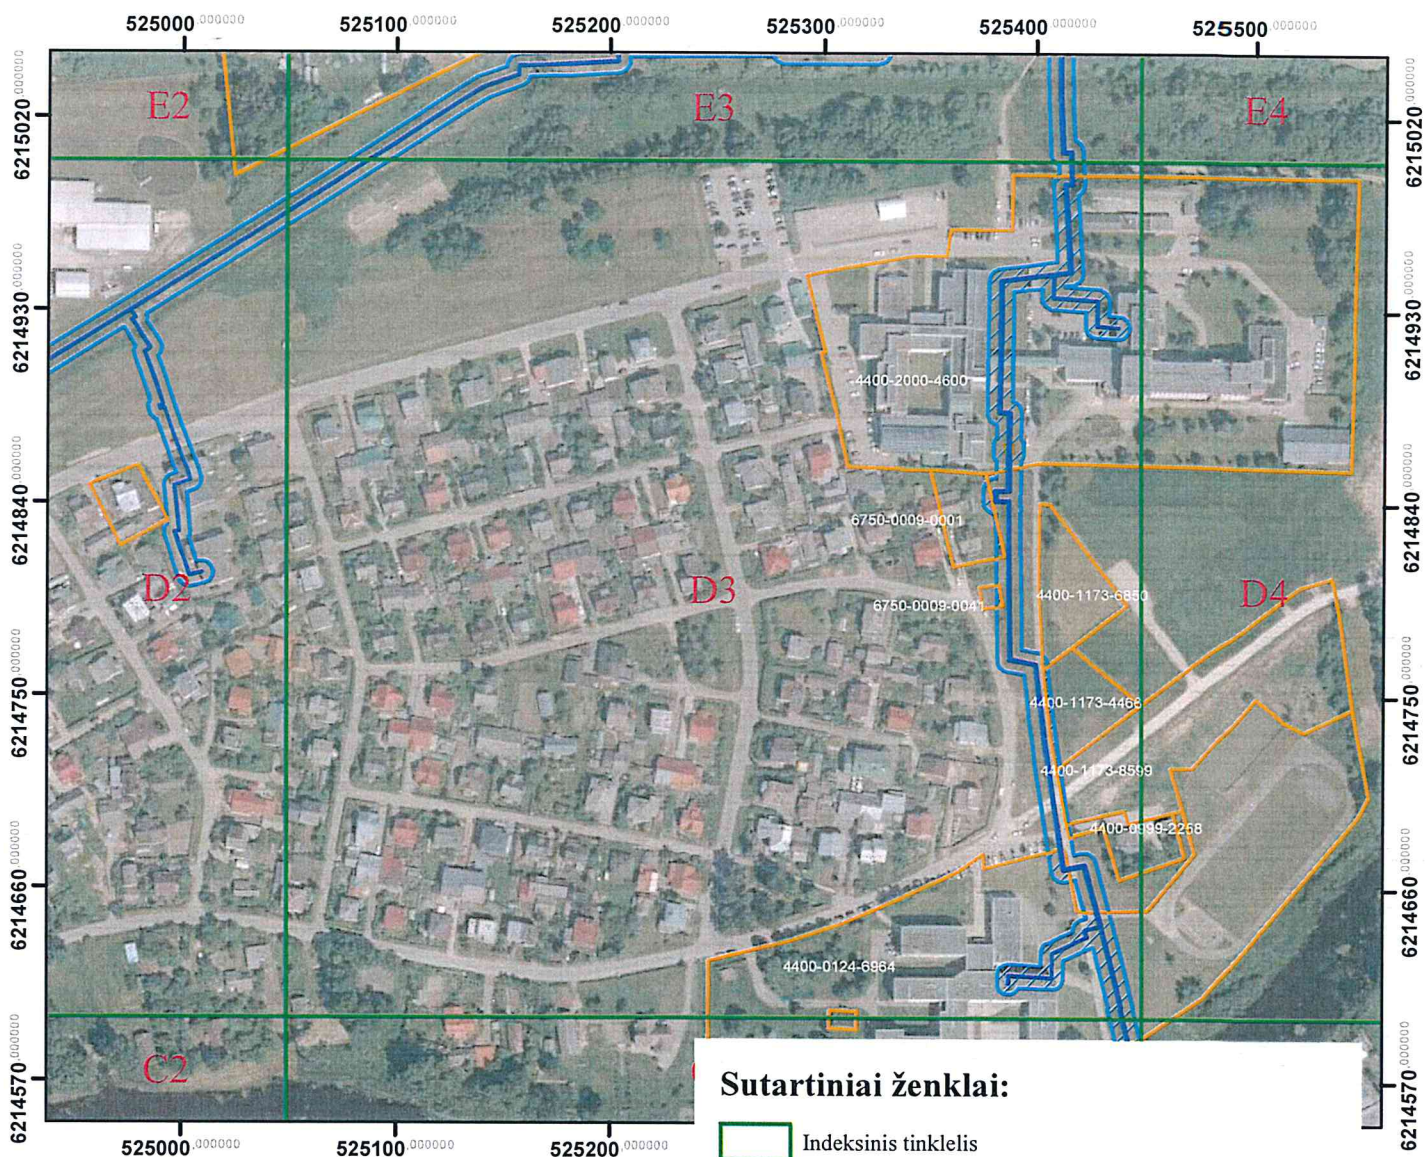 525000.000000 525100.000000 525200.000000 525300.000000 525400.000000 525500.000000
6215020.000000 6215020.000000
E2 E3 E4
6214930.000000 6214930.000000
4400-2000-4600
6214840.000000 6214840.000000
6750-0009-0001
D2 D3 D4
4400-1173-6850
6750-0009-0041
6214750.000000 6214750.000000
4400-1173-4466
4400-1173-8599
4400-0999-2258
6214660.000000 6214660.000000
4400-0124-6964
C2
6214570.000000 6214570.000000
Sutartiniai ženklai:
Indeksinis tinklelis
525000.000000 525100.000000 525200.000000